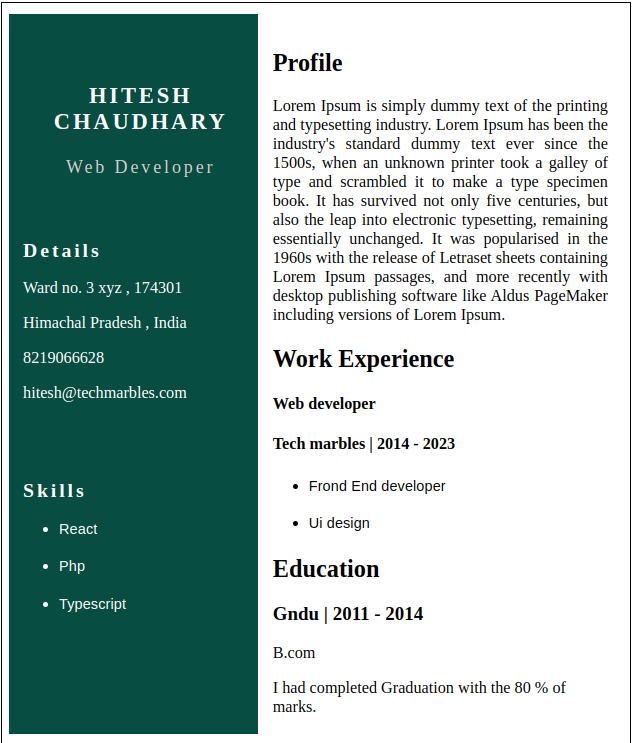 HITESH
CHAUDHARY
Web Developer
Details
Ward no. 3 xyz , 174301
Himachal Pradesh , India
8219066628
hitesh@techmarbles.com
Skills
React
Php
Typescript
Profile
Lorem Ipsum is simply dummy text of the printing
and typesetting industry. Lorem Ipsum has been the
industry's standard dummy text ever since the
1500s, when an unknown printer took a galley of
type and scrambled it to make a type specimen
book. It has survived not only five centuries, but
also the leap into electronic typesetting, remaining
essentially unchanged. It was popularised in the
1960s with the release of Letraset sheets containing
Lorem Ipsum passages, and more recently with
desktop publishing software like Aldus PageMaker
including versions of Lorem Ipsum.
Work Experience
Web developer
Tech marbles | 2014 - 2023
Frond End developer
Ui design
Education
Gndu | 2011 - 2014
B.com
I had completed Graduation with the 80 % of
marks.